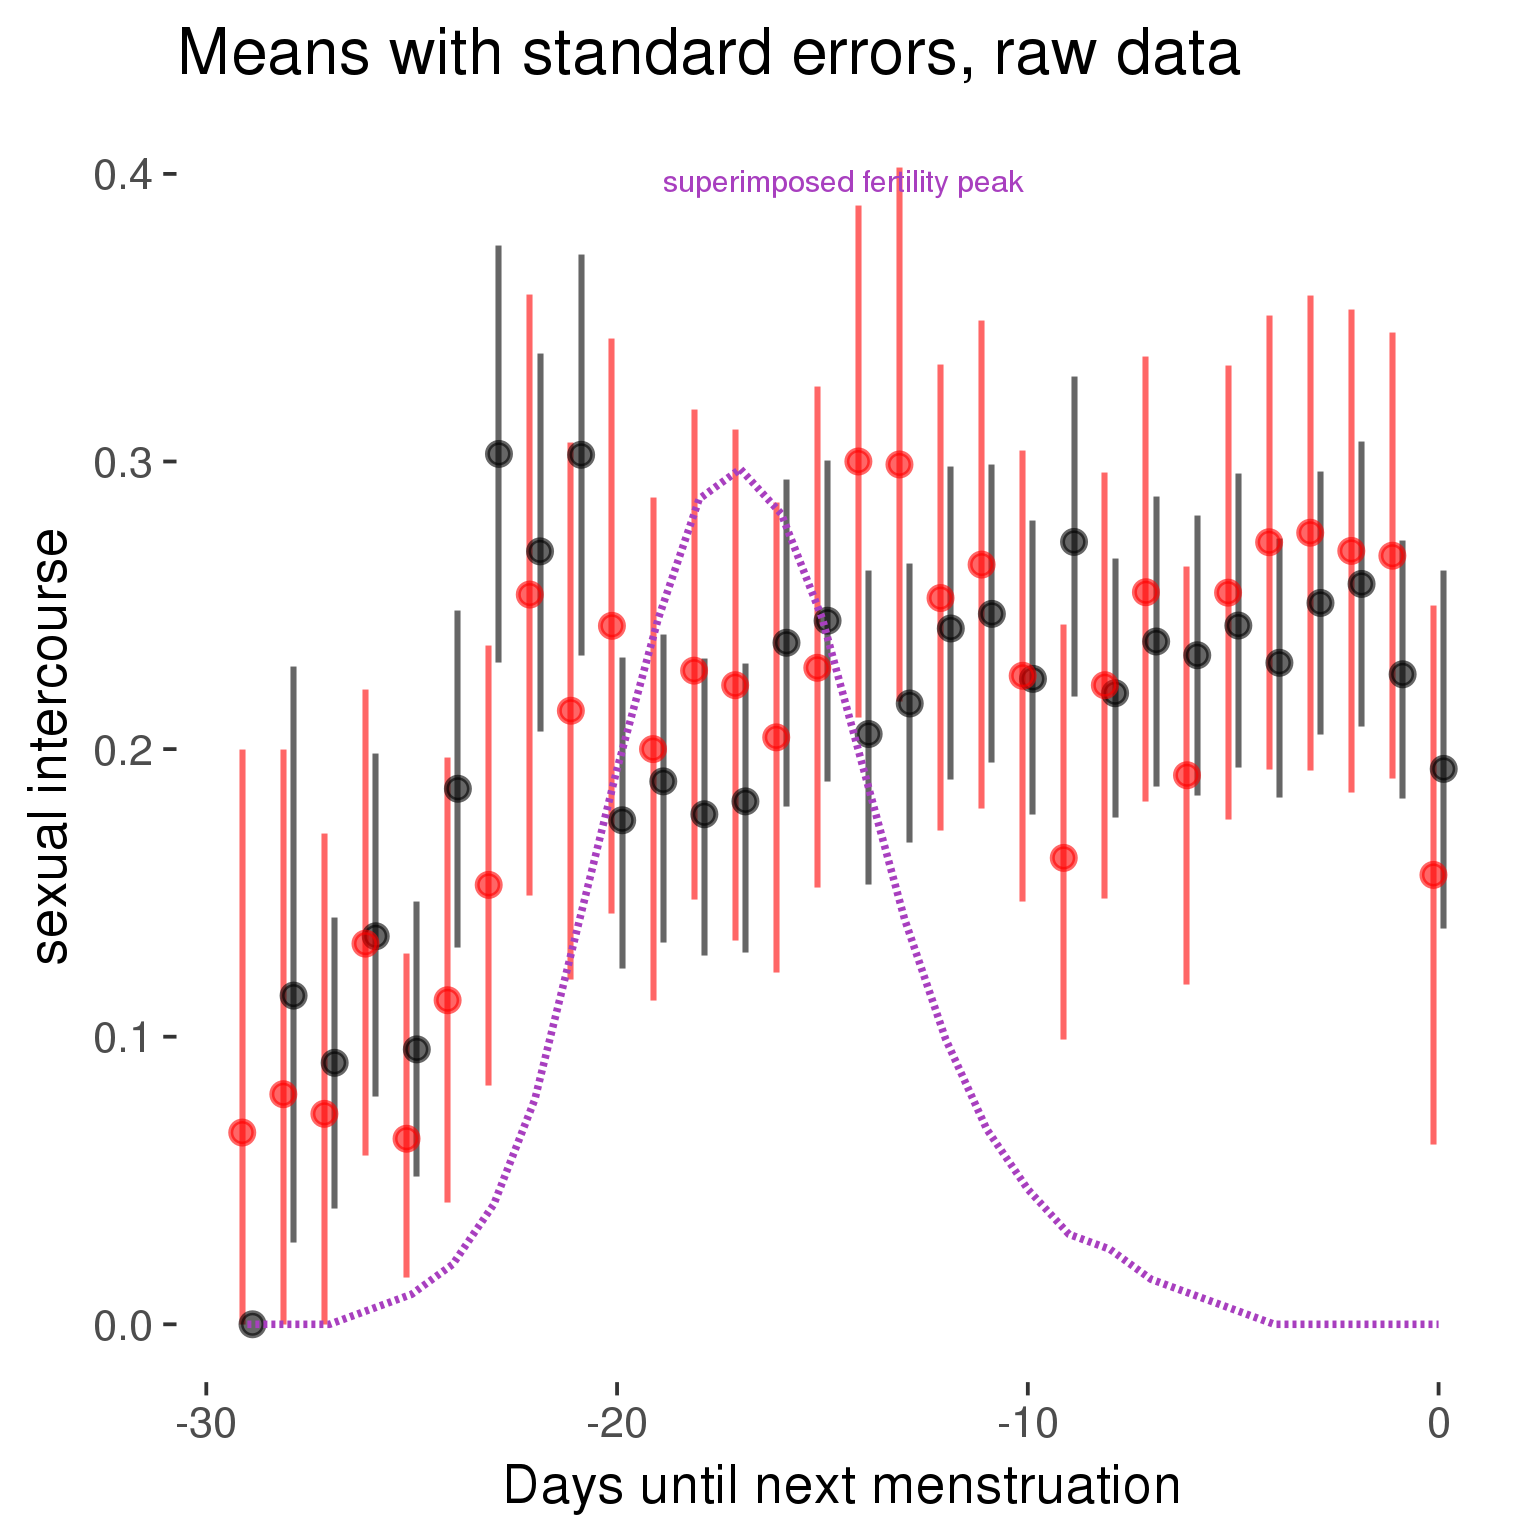 Means with standard errors, raw data
superimposed fertility peak
0.4
0.3
0.2
0.1
0.0
sexual intercourse
-30 -20 -10 0
Days until next menstruation